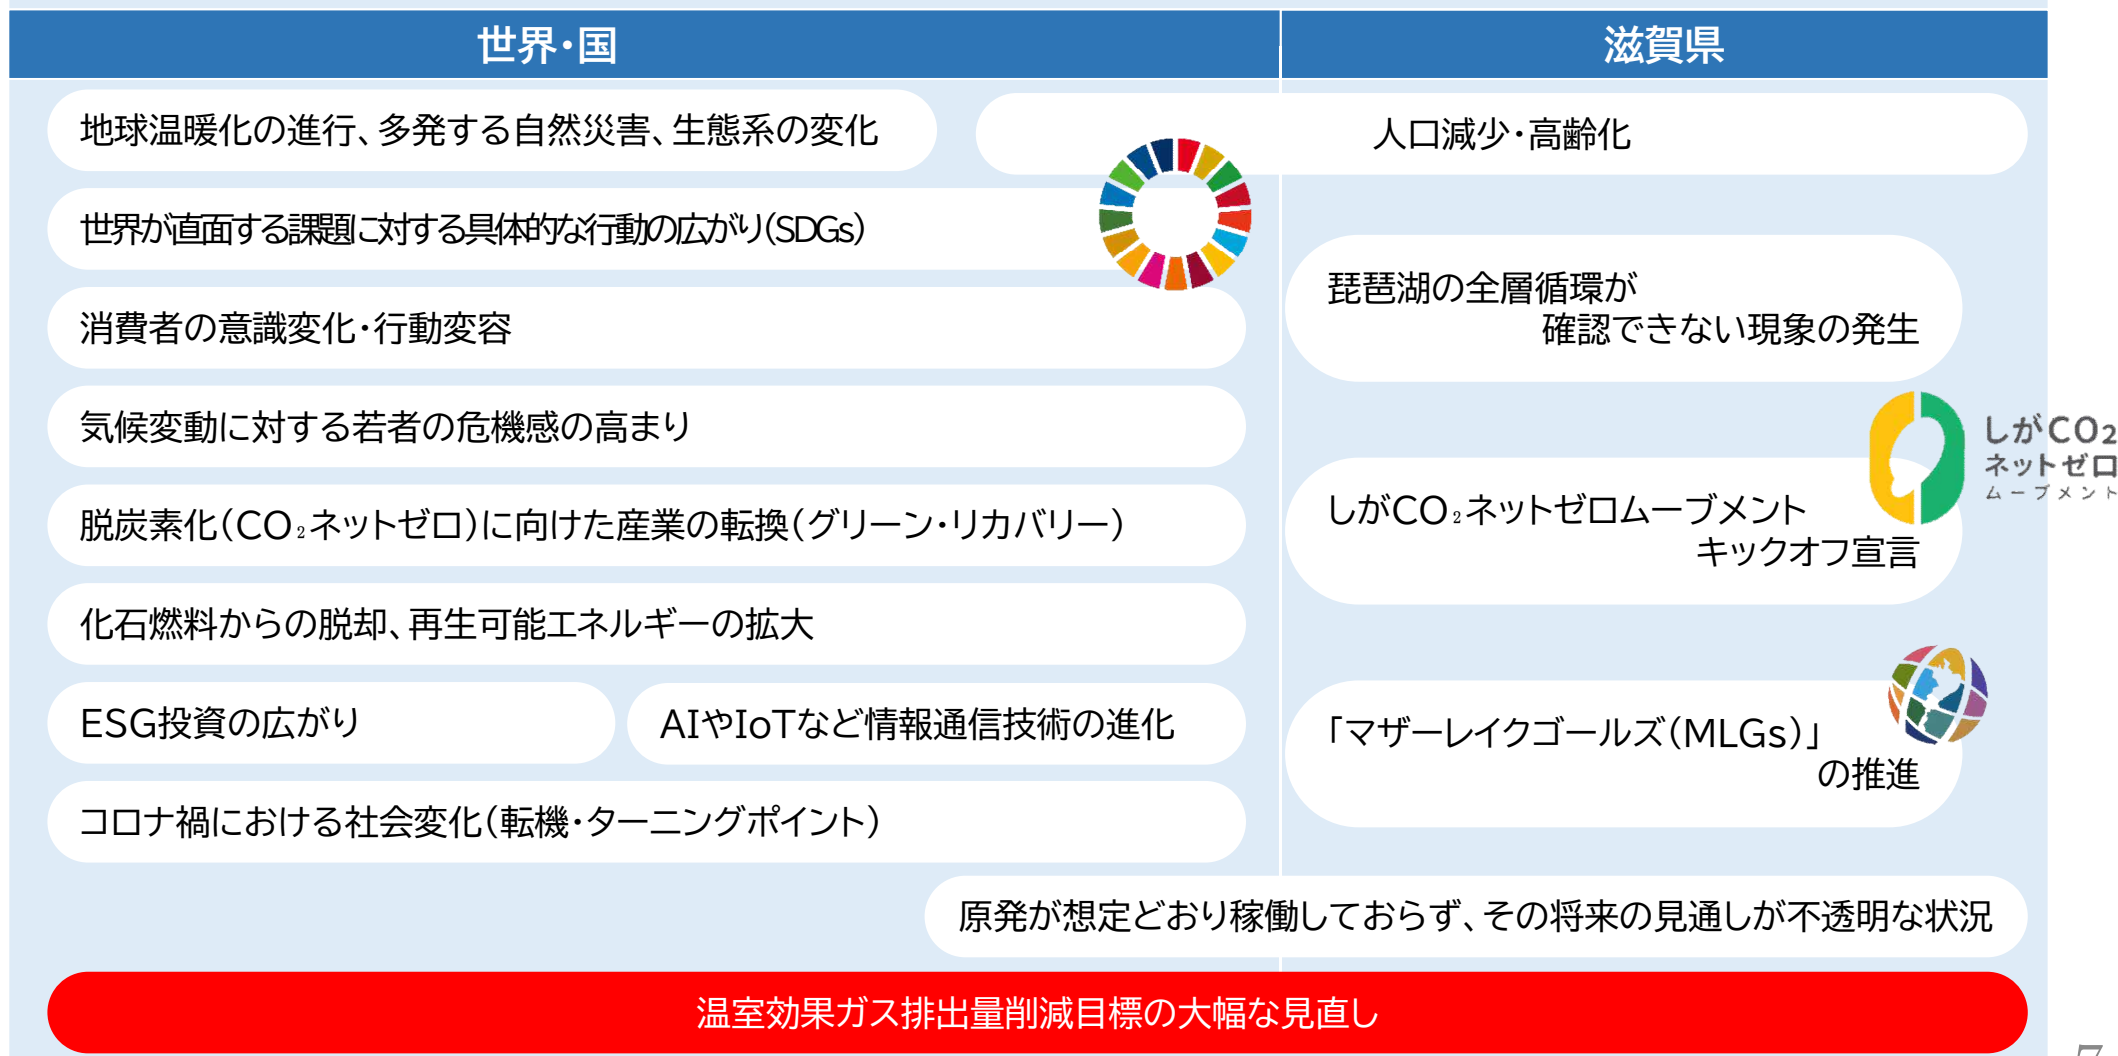 世界・国
滋賀県
地球温暖化の進行、多発する自然災害、生態系の変化
人口減少・高齢化
世界が直面する課題に対する具体的な行動の広がり(SDGs)
消費者の意識変化・行動変容
気候変動に対する若者の危機感の高まり
脱炭素化(CO₂ネットゼロ)に向けた産業の転換(グリーン・リカバリー)
化石燃料からの脱却、再生可能エネルギーの拡大
ESG投資の広がり
AIやIoTなど情報通信技術の進化
コロナ禍における社会変化(転機・ターニングポイント)
琵琶湖の全層循環が
確認できない現象の発生
しがCO₂
ネットゼロ
ムーブメント
しがCO₂ネットゼロムーブメント
キックオフ宣言
「マザーレイクゴールズ(MLGs)」
の推進
原発が想定どおり稼働しておらず、その将来の見通しが不透明な状況
温室効果ガス排出量削減目標の大幅な見直し